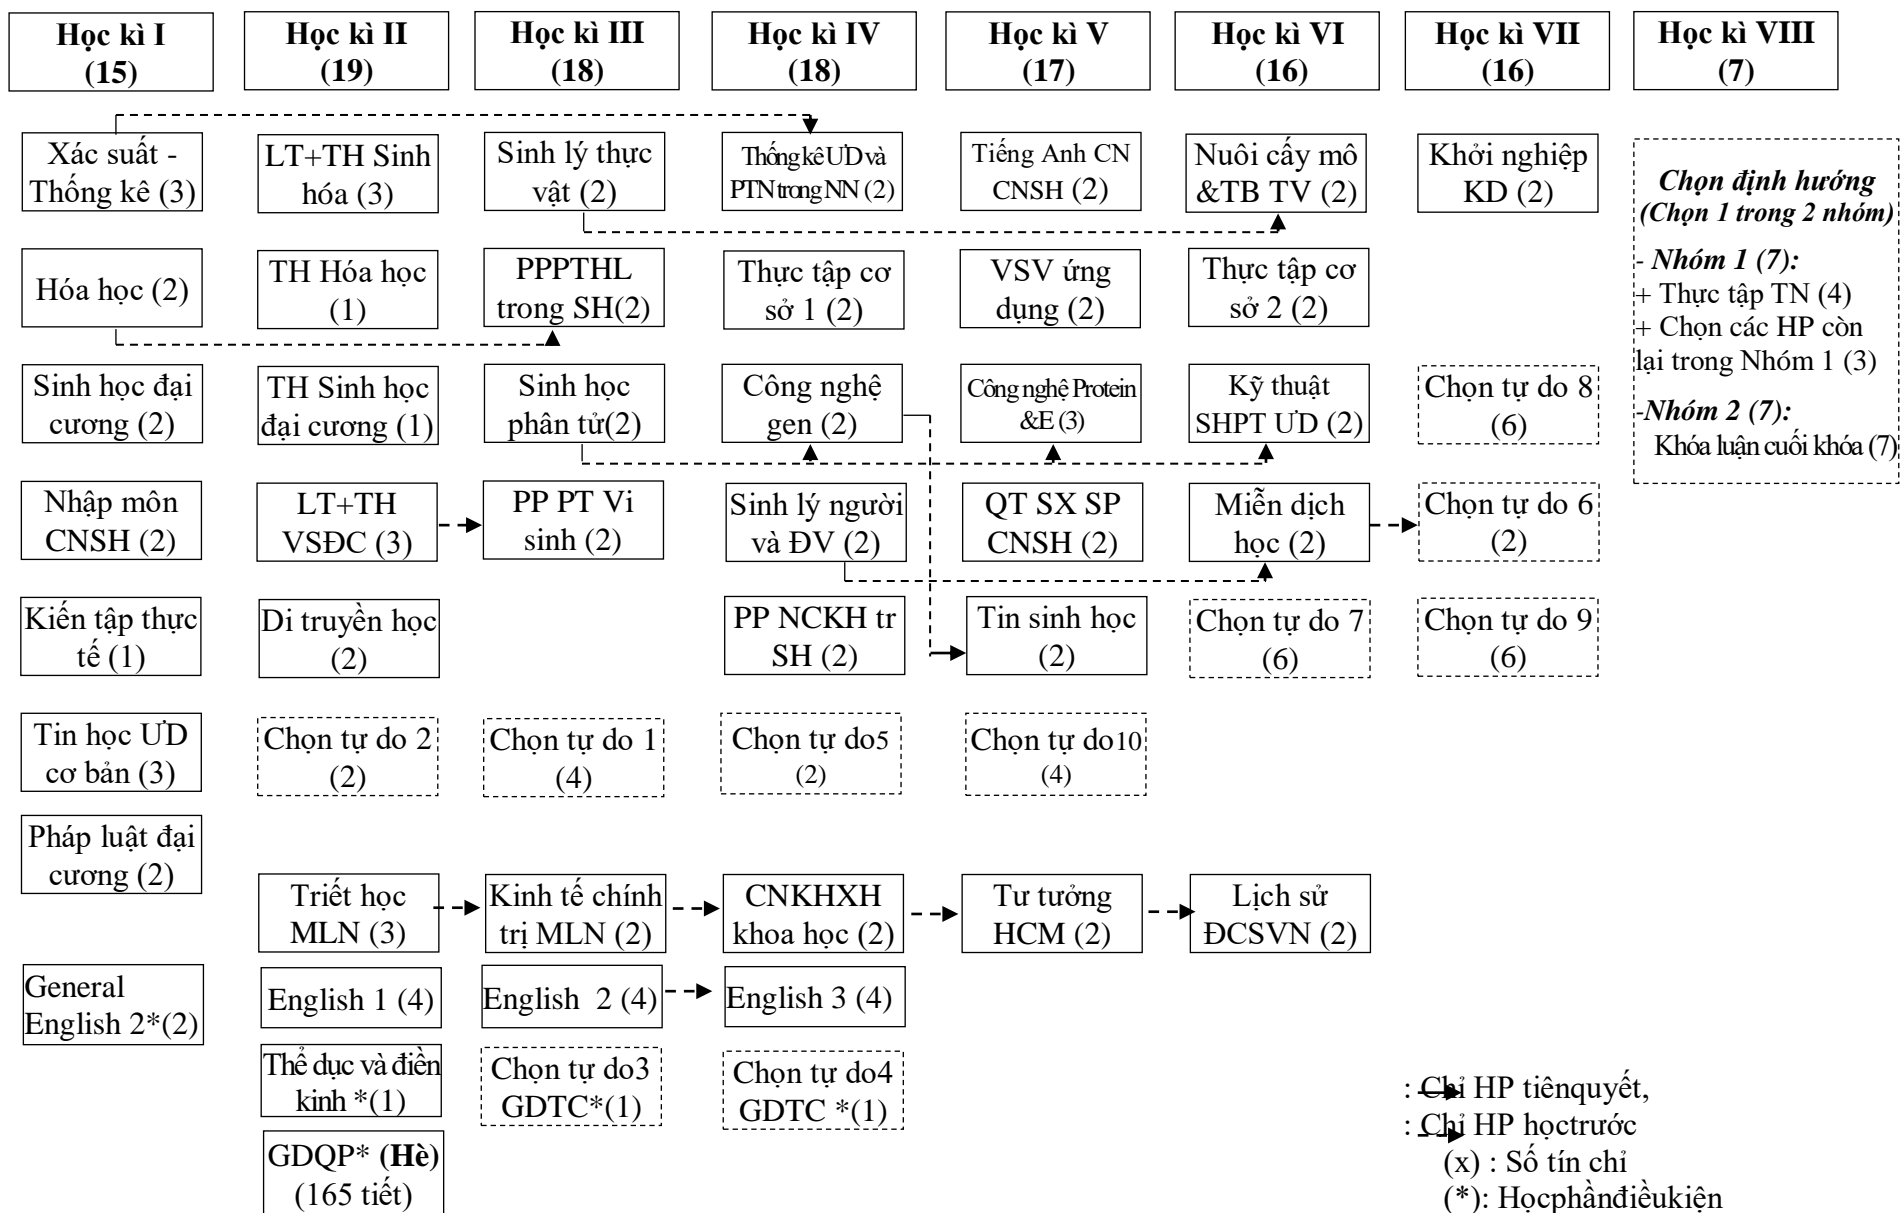 Học kì I
(15)
Học kì II
(19)
Học kì III
(18)
Học kì IV
(18)
Học kì V
(17)
Học kì VI
(16)
Học kì VII
(16)
Học kì VIII
(7)
Xác suất -
Thống kê (3)
LT+TH Sinh
hóa (3)
Sinh lý thực
vật (2)
Thống kê ƯD và
PTN trong NN (2)
Tiếng Anh CN
CNSH (2)
Nuôi cấy mô
&TB TV (2)
Khởi nghiệp
KD (2)
Chọn định hướng
(Chọn 1 trong 2 nhóm)
- Nhóm 1 (7):
+ Thực tập TN (4)
+ Chọn các HP còn
lại trong Nhóm 1 (3)
-Nhóm 2 (7):
Khóa luận cuối khóa (7)
Hóa học (2)
TH Hóa học
(1)
PPPTHL
trong SH(2)
Thực tập cơ
sở 1 (2)
VSV ứng
dụng (2)
Thực tập cơ
sở 2 (2)
Sinh học đại
cương (2)
TH Sinh học
đại cương (1)
Sinh học
phân tử(2)
Công nghệ
gen (2)
Công nghệ Protein
&E (3)
Kỹ thuật
SHPT ƯD (2)
Chọn tự do 8
(6)
Nhập môn
CNSH (2)
LT+TH
VSĐC (3)
PP PT Vi
sinh (2)
Sinh lý người
và ĐV (2)
QT SX SP
CNSH (2)
Miễn dịch
học (2)
Chọn tự do 6
(2)
Kiến tập thực
tế (1)
Di truyền học
(2)
PP NCKH tr
SH (2)
Tin sinh học
(2)
Chọn tự do 7
(6)
Chọn tự do 9
(6)
Tin học ƯD
cơ bản (3)
Chọn tự do 2
(2)
Chọn tự do 1
(4)
Chọn tự do5
(2)
Chọn tự do10
(4)
Pháp luật đại
cương (2)
Triết học
MLN (3)
Kinh tế chính
trị MLN (2)
CNKHXH
khoa học (2)
Tư tưởng
HCM (2)
Lịch sử
ĐCSVN (2)
General
English 2*(2)
English 1 (4)
English 2 (4)
English 3 (4)
Thể dục và điền
kinh *(1)
Chọn tự do3
GDTC*(1)
Chọn tự do4
GDTC *(1)
GDQP* (Hè)
(165 tiết)
: Chỉ HP tiênquyết,
: Chỉ HP họctrước
(x) : Số tín chỉ
(*): Họcphầnđiềukiện